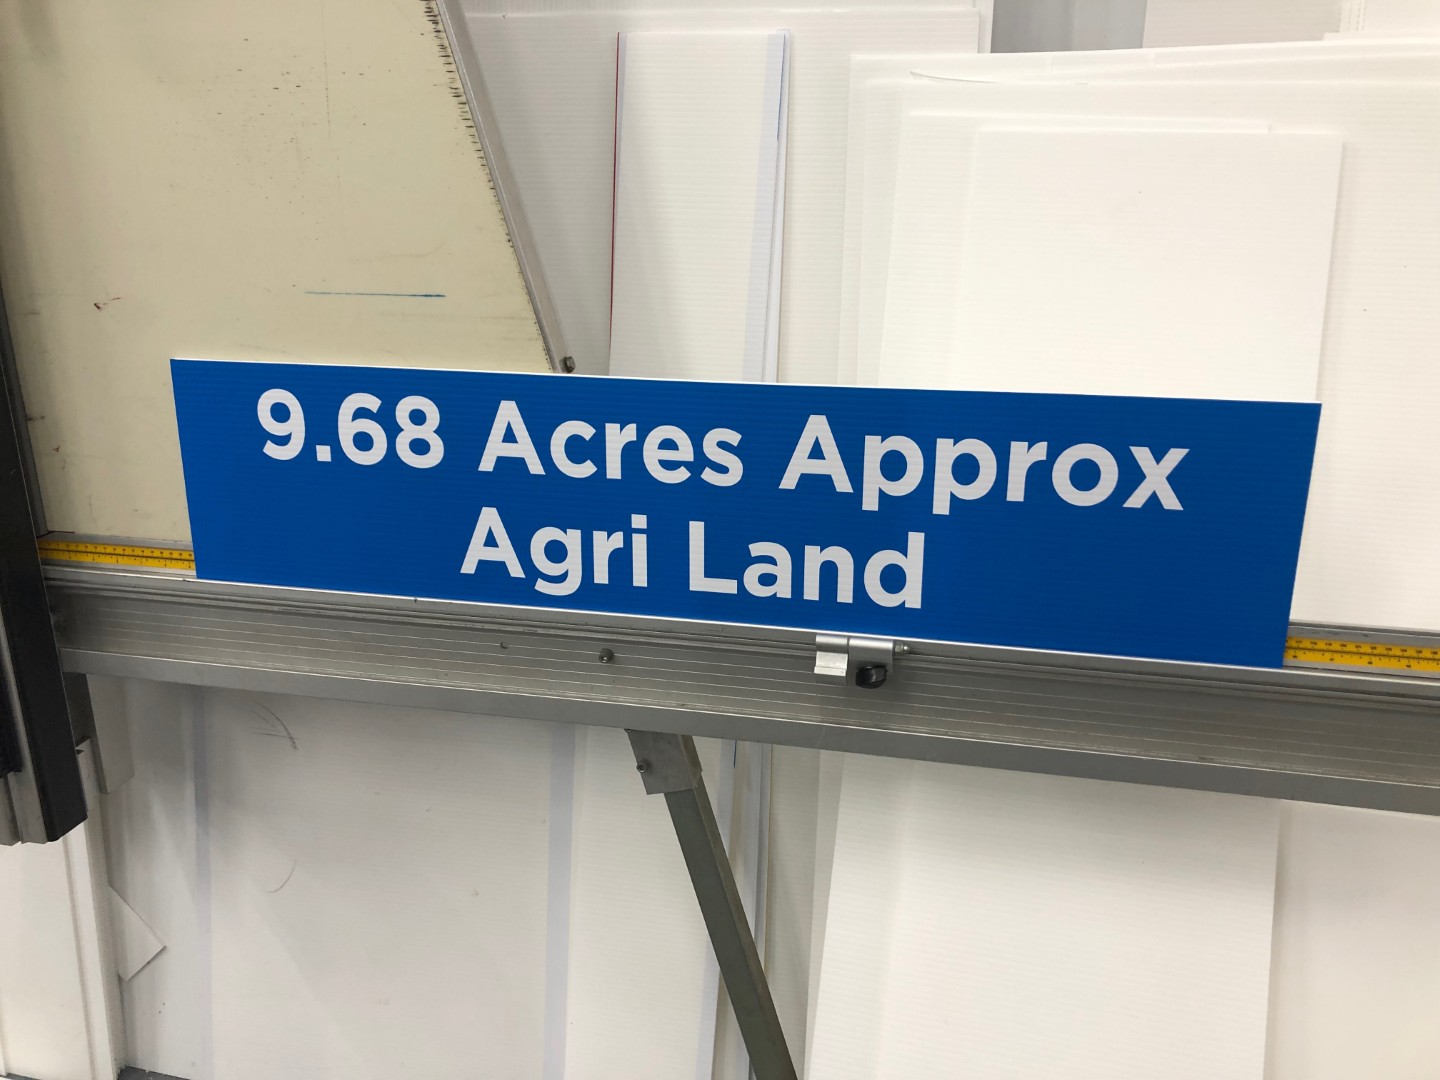 9.68 Acres Approx
Agri Land